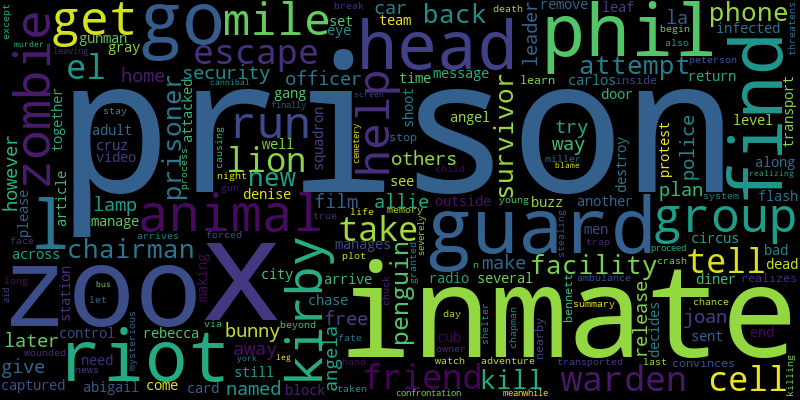 get go mile escape car team back set break eye leader remove leaf death phil phone la begin infected also except
gunman gray head attempt peterson threatens murder zombie el home security officer time message learn inside carlos return leaving
prison cannibal gang shoot door finally screen find transport
together prisoner attacked run help survivor angel try way level
stay adult cruz video process causing lion well squadron stop others cemetery miller destroy protest police
however please article night gun new denise film allie see child blame plan along flash
lamp manage animal true life outside buzz another young stealing men trap realizing system
l across chairman face arrives forced memory severely take guard group circus bad dead
zoo x kirby making city manages plot penguin n make facility tell
station long aid bus let radio several crash diner realizes
riot mysterious control rebecca via bunny beyond york away need news wounded fate leg chase arrive free chuck granted day inmate
later give captured abigail come card still named block angela hand taken cub owner watch friend kill adventure confrontation meanwhile
shelter chapman summary ambulance bennett nearby transported release decides proceed last convinces sent joan chance end warden cell killing